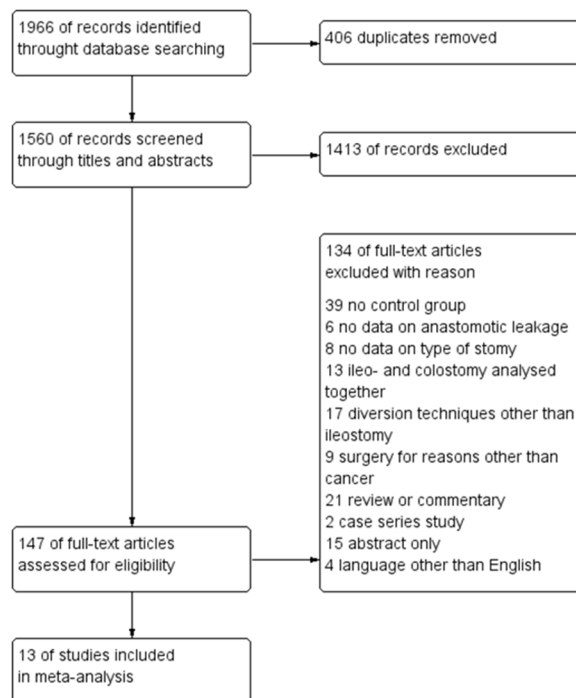 1966 of records identified
throught database searching
406 duplicates removed
1560 of records screened
through titles and abstracts
1413 of records excluded
134 of full-text articles
excluded with reason
39 no control group
6 no data on anastomotic leakage
8 no data on type of stomy
13 ileo- and colostomy analysed
together
17 diversion techniques other than
ileostomy
9 surgery for reasons other than
cancer
21 review or commentary
2 case series study
15 abstract only
4 language other than English
147 of full-text articles
assessed for eligibility
13 of studies included
in meta-analysis